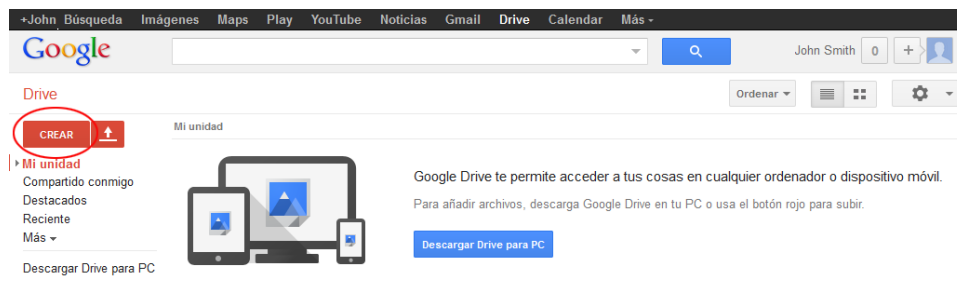 +John Búsqueda Imágenes Maps Play YouTube Noticias Gmail Drive Calendar Más
Google
John Smith 0 +
Drive
Ordenar
CREAR
Mi unidad
Mi unidad
Compartido conmigo
Destacados
Reciente
Más
Descargar Drive para PC
Google Drive te permite acceder a tus cosas en cualquier ordenador o dispositivo móvil.
Para añadir archivos, descarga Google Drive en tu PC o usa el botón rojo para subir.
Descargar Drive para PC